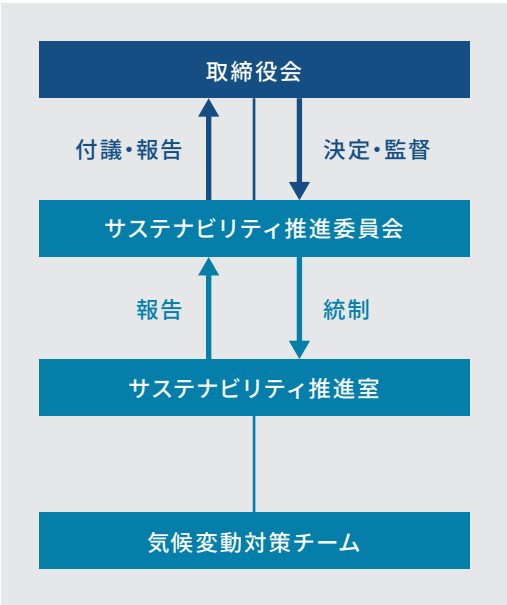 取締役会
付議・報告
決定・監督
サステナビリティ推進委員会
報告
統制
サステナビリティ推進室
気候変動対策チーム